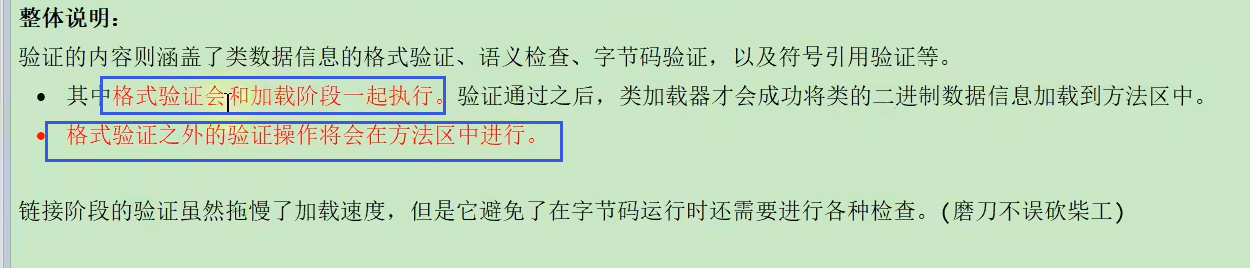 整体说明：
验证的内容则涵盖了类数据信息的格式验证、语义检查、字节码验证，以及符号引用验证等。
• 其中格式验证会和加载阶段一起执行。验证通过之后，类加载器才会成功将类的二进制数据信息加载到方法区中。
• 格式验证之外的验证操作将会在方法区中进行。
链接阶段的验证虽然拖慢了加载速度，但是它避免了在字节码运行时还需要进行各种检查。(磨刀不误砍柴工)